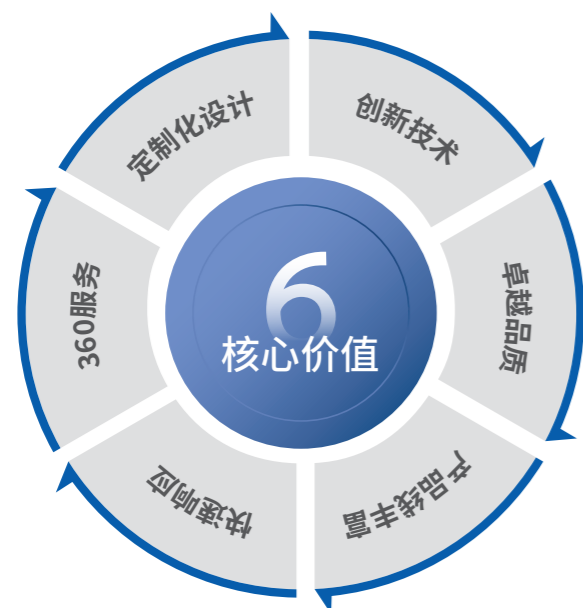 6
核心价值
创新技术
卓越品质
产品线丰富
快速响应
360服务
定制化设计